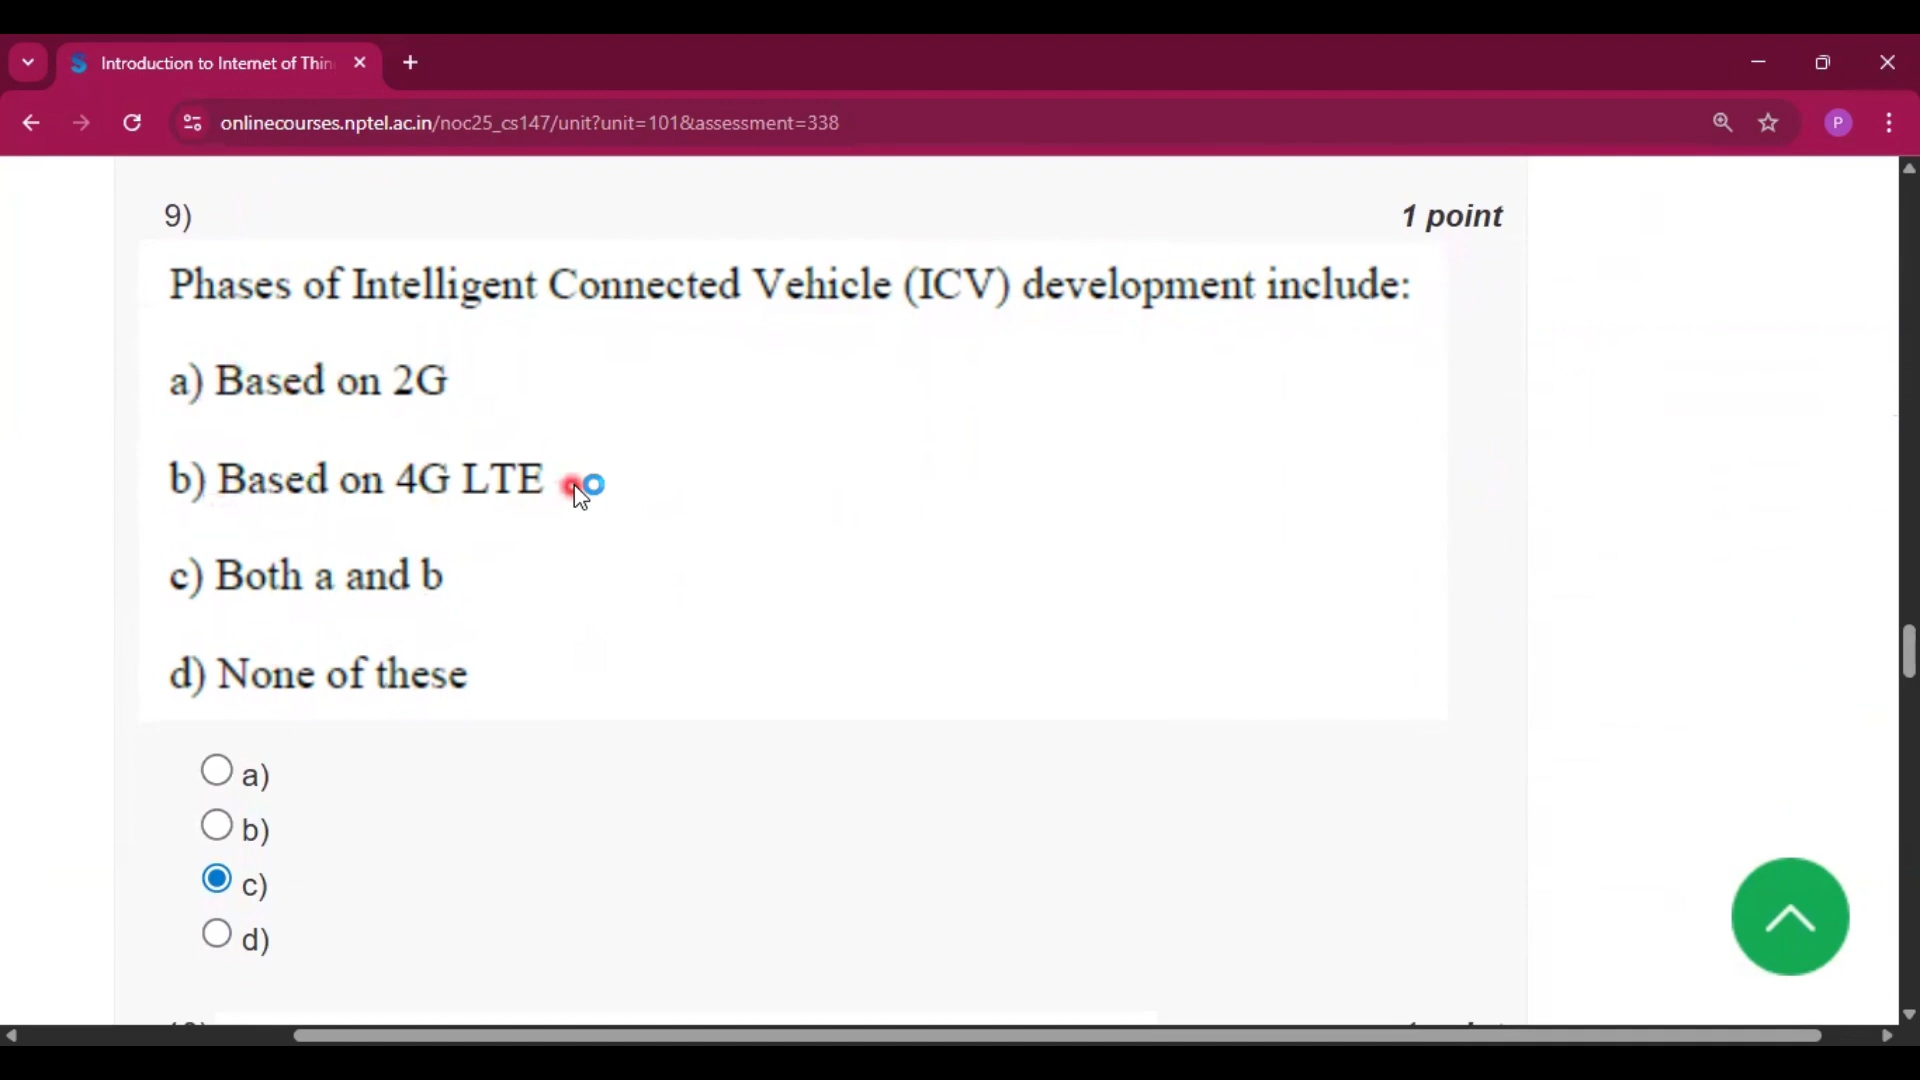 Introduction to Internet of Thin
onlinecourses.nptel.ac.in/noc25_cs147/unit?unit=101&assessment=338
P
9)
1 point
Phases of Intelligent Connected Vehicle (ICV) development include:
a) Based on 2G
b) Based on 4G LTE
c) Both a and b
d) None of these
a)
b)
c)
d)